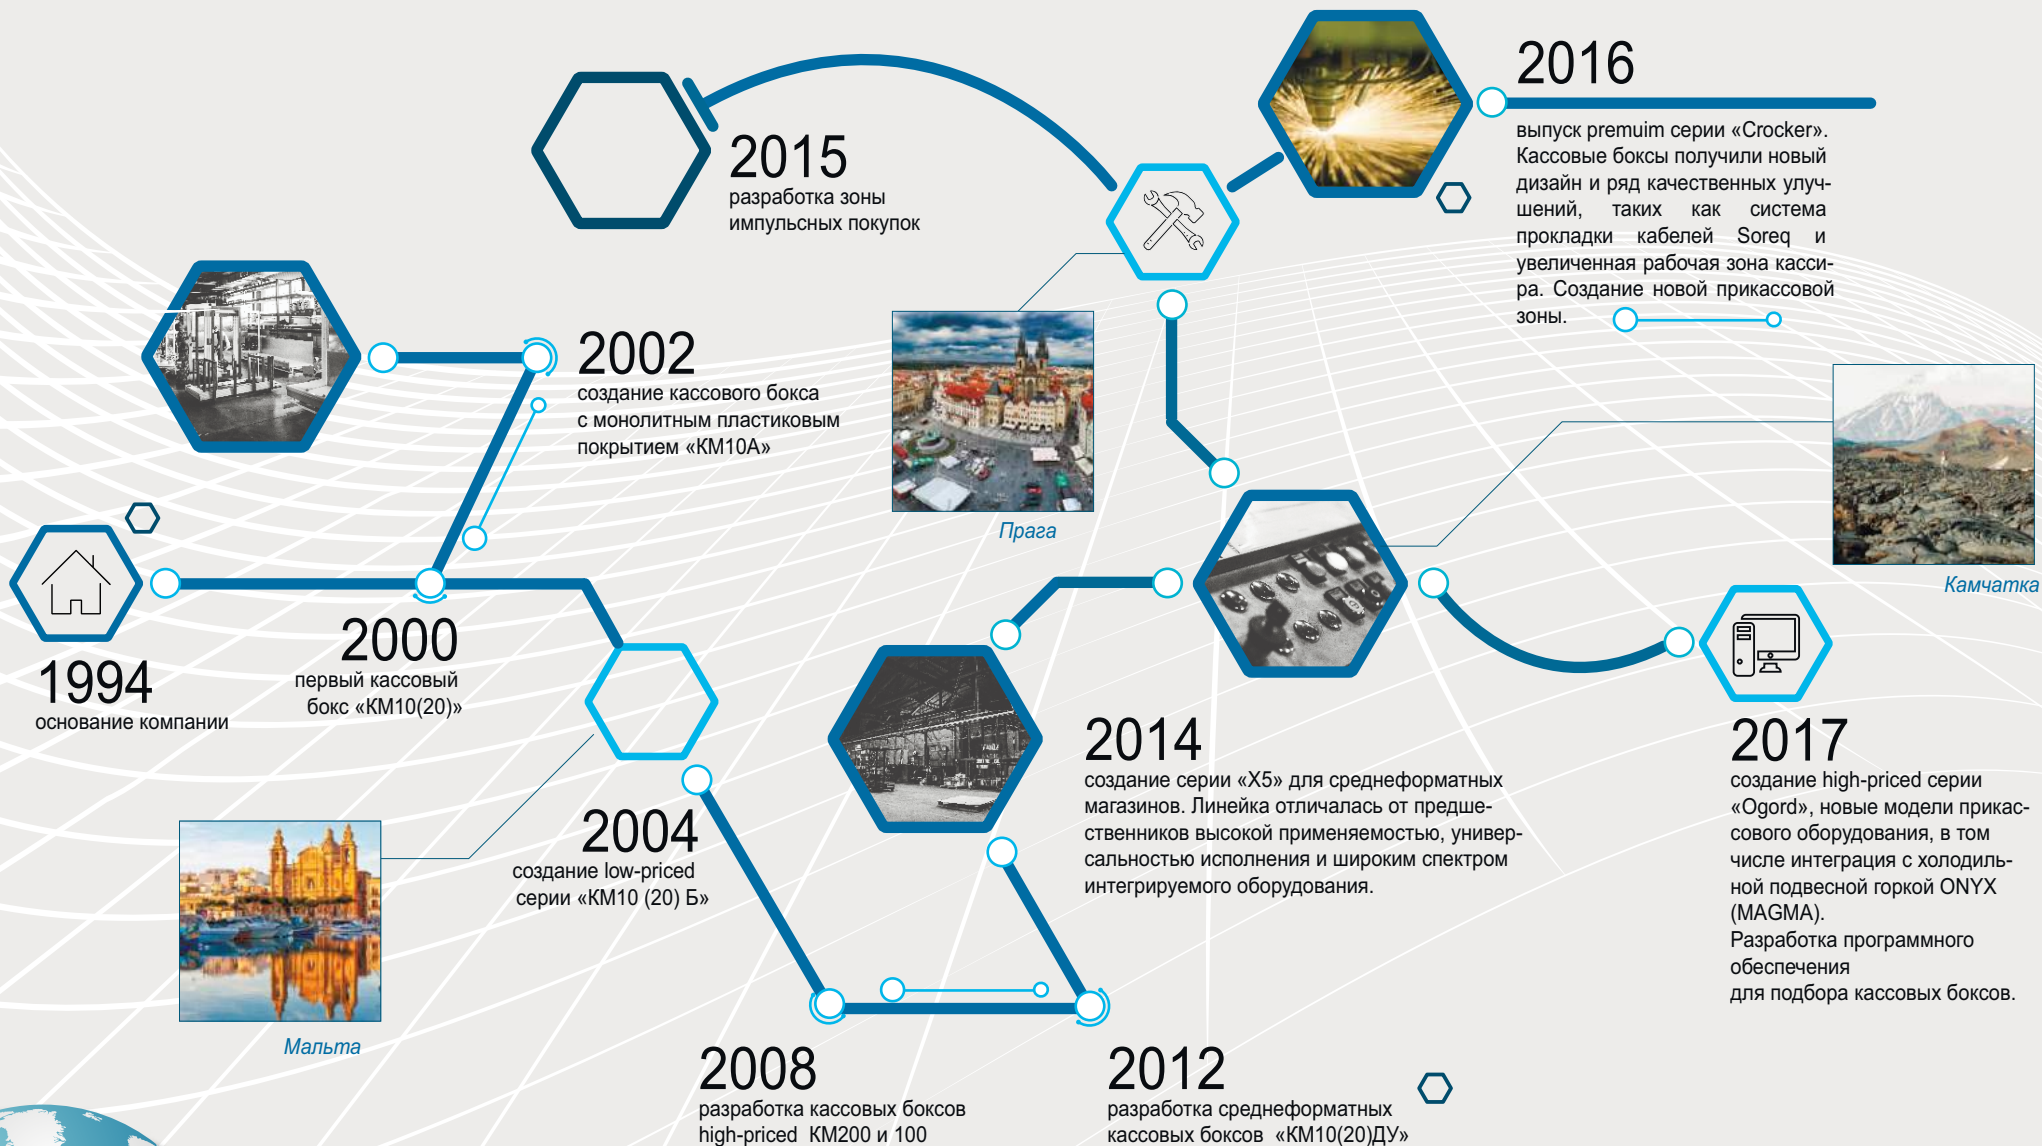 2015
разработка зоны
импульсных покупок
2016
выпуск premuim серии «Crocker».
Кассовые боксы получили новый
дизайн и ряд качественных улуч-
шений, таких как система
прокладки кабелей Soreq и
увеличенная рабочая зона касси-
ра. Создание новой прикассовой
зоны.
2002
создание кассового бокса
с монолитным пластиковым
покрытием «КМ10А»
Прага
Камчатка
1994
основание компании
2000
первый кассовый
бокс «КМ10(20)»
2004
создание low-priced
серии «КМ10 (20) Б»
Мальта
2014
создание серии «X5» для среднеформатных
магазинов. Линейка отличалась от предше-
ственников высокой применяемостью, универ-
сальностью исполнения и широким спектром
интегрируемого оборудования.
2017
создание high-priced серии
«Ogord», новые модели прикас-
сового оборудования, в том
числе интеграция с холодиль-
ной подвесной горкой ONYX
(MAGMA).
Разработка программного
обеспечения
для подбора кассовых боксов.
2008
разработка кассовых боксов
high-priced КМ200 и 100
2012
разработка среднеформатных
кассовых боксов «КМ10(20)ДУ»